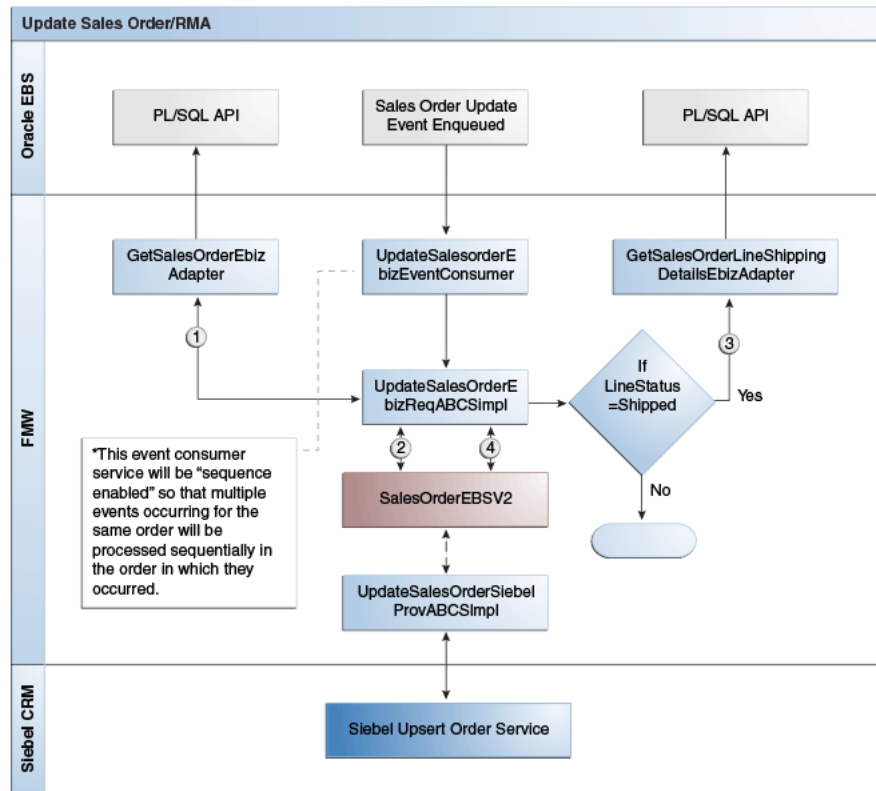 Update Sales Order/RMA
Oracle EBS
PL/SQL API
Sales Order Update
Event Enqueued
PL/SQL API
FMW
GetSalesOrderEbiz
Adapter
UpdateSalesorderE
bizEventConsumer
GetSalesOrderLineShipping
DetailsEbizAdapter
1
3
UpdateSalesOrderE
bizReqABCSimpl
If
LineStatus
=Shipped
Yes
2
4
*This event consumer
service will be “sequence
enabled” so that multiple
events occurring for the
same order will be
processed sequentially in
the order in which they
occurred.
SalesOrderEBSV2
No
UpdateSalesOrderSiebel
ProvABCSImpl
Siebel CRM
Siebel Upsert Order Service